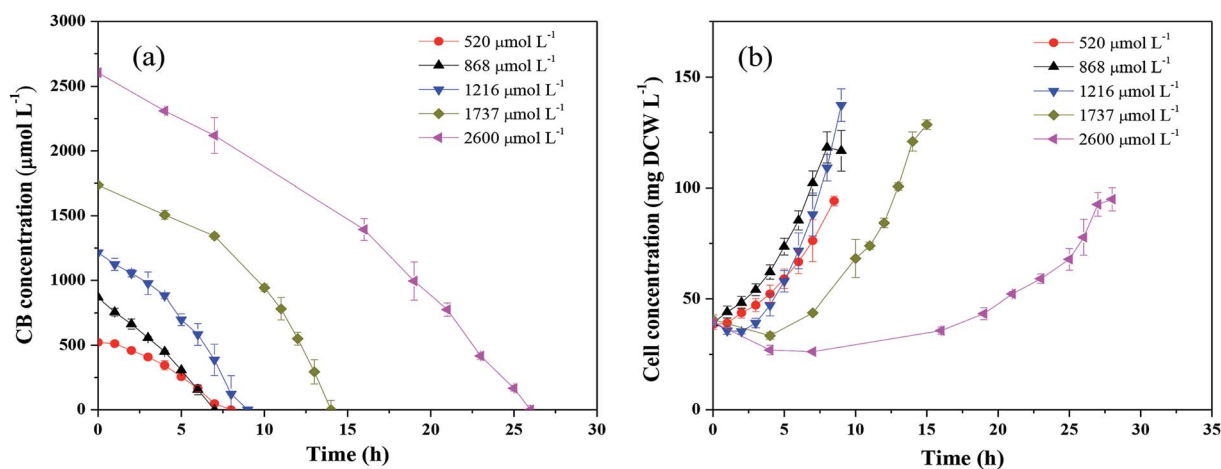 (a)
520 μmol L⁻¹
868 μmol L⁻¹
1216 μmol L⁻¹
1737 μmol L⁻¹
2600 μmol L⁻¹
CB concentration (μmol L⁻¹)
3000
2500
2000
1500
1000
500
0
0 5 10 15 20 25 30
Time (h)
(b)
520 μmol L⁻¹
868 μmol L⁻¹
1216 μmol L⁻¹
1737 μmol L⁻¹
2600 μmol L⁻¹
Cell concentration (mg DCW L⁻¹)
150
100
50
0
0 5 10 15 20 25 30 35
Time (h)